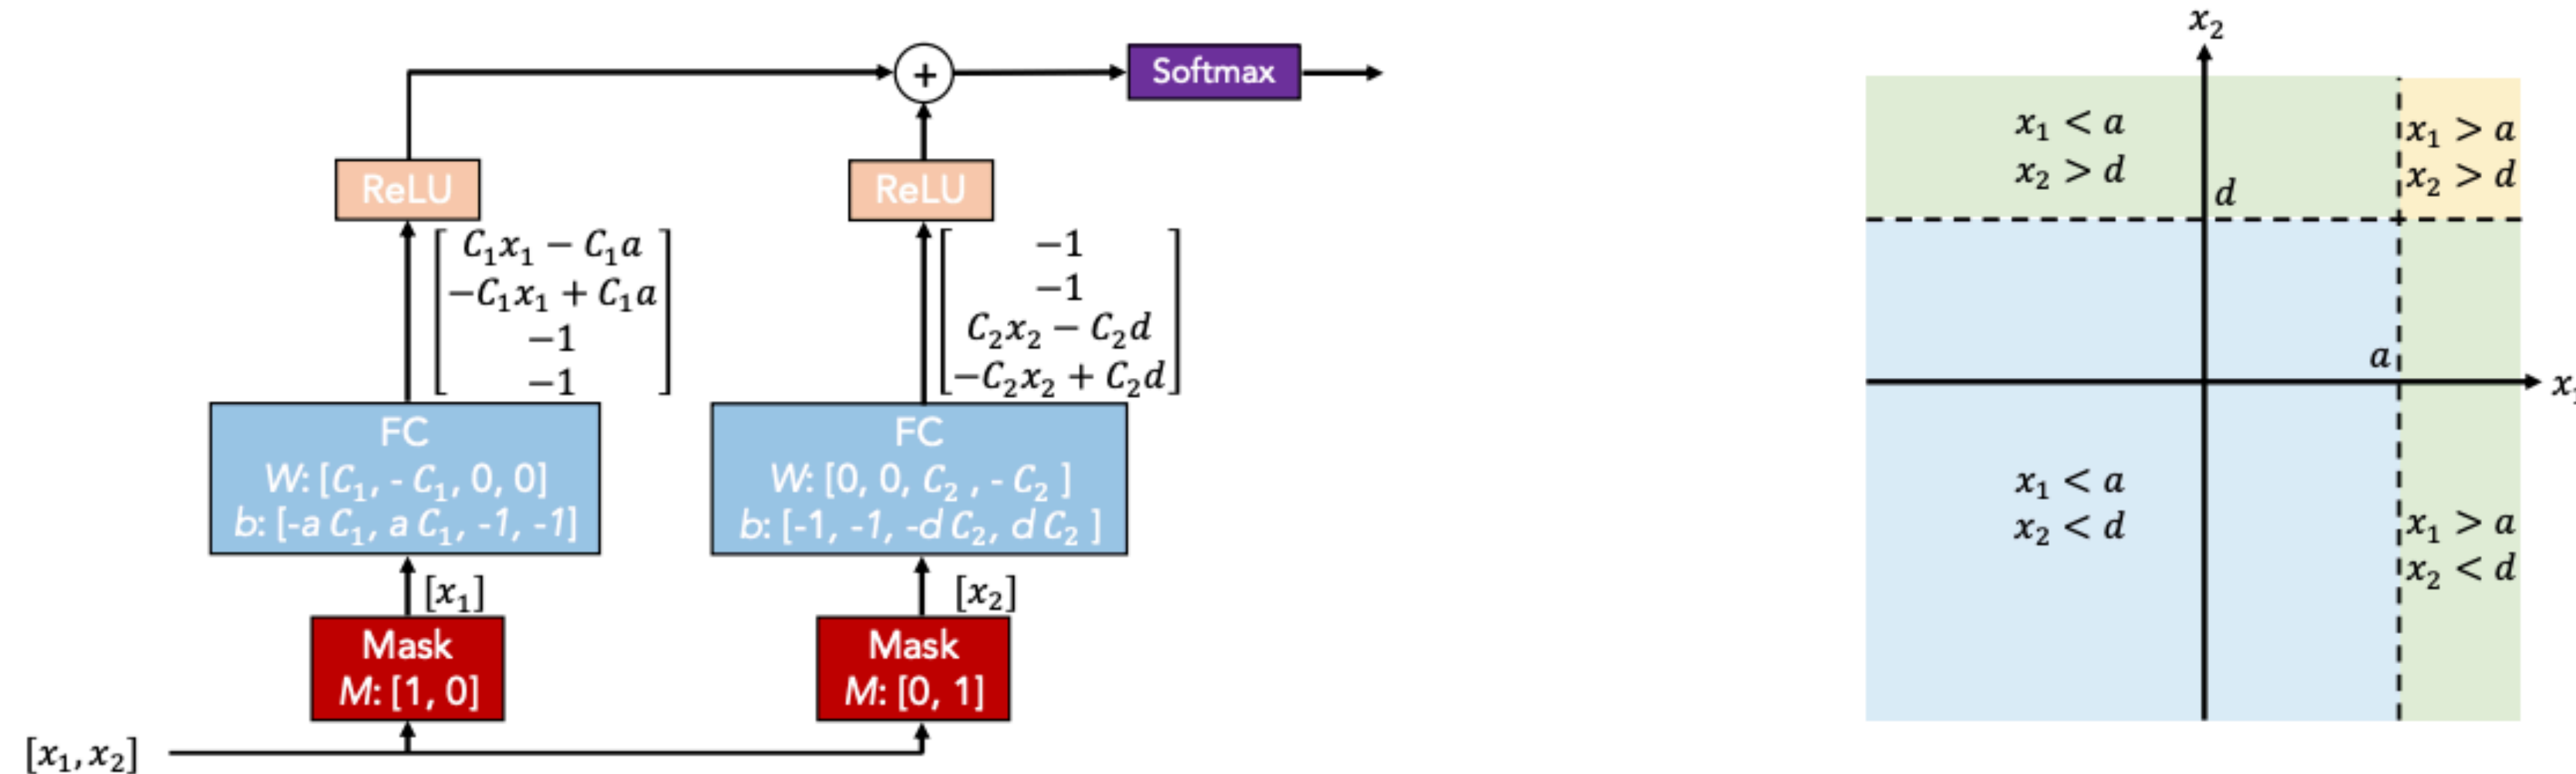 +
Softmax
ReLU
ReLU
C₁x₁ − C₁a
−C₁x₁ + C₁a
−1
−1
−1
−1
C₂x₂ − C₂d
−C₂x₂ + C₂d
FC
W: [C₁, - C₁, 0, 0]
b: [-a C₁, a C₁, -1, -1]
FC
W: [0, 0, C₂ , - C₂ ]
b: [-1, -1, -d C₂, d C₂ ]
[x₁]
[x₂]
Mask
M: [1, 0]
Mask
M: [0, 1]
[x₁, x₂]
x₂
x₁ < a
x₂ > d
x₁ > a
x₂ > d
d
a
x₁ < a
x₂ < d
x₁ > a
x₂ < d